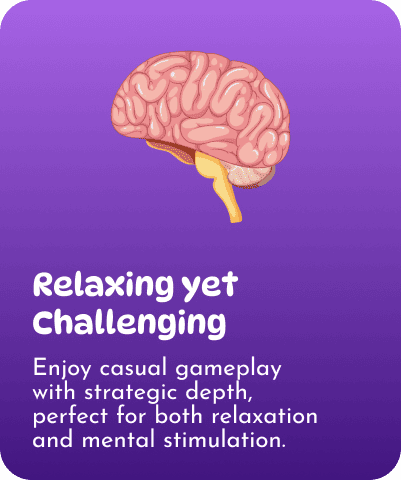 Relaxing yet
Challenging
Enjoy casual gameplay
with strategic depth,
perfect for both relaxation
and mental stimulation.